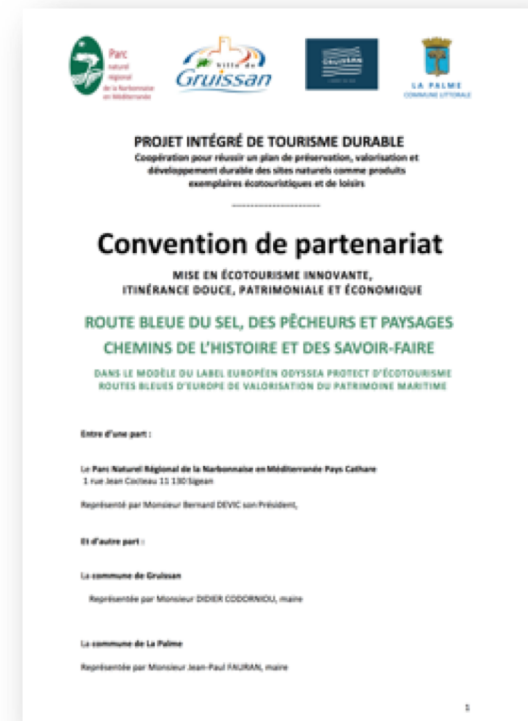 Parc
naturel
régional
de la Narbonnaise
en Méditerranée
Ville de
Gruissan
GRUISSAN
LA PALME
COMMUNE LITTORALE
PROJET INTÉGRÉ DE TOURISME DURABLE
Coopération pour réussir un plan de préservation, valorisation et
développement durable des sites naturels comme produits
exemplaires écotouristiques et de loisirs
--------------------
Convention de partenariat
MISE EN ÉCOTOURISME INNOVANTE,
ITINÉRANCE DOUCE, PATRIMONIALE ET ÉCONOMIQUE
ROUTE BLEUE DU SEL, DES PÊCHEURS ET PAYSAGES
CHEMINS DE L'HISTOIRE ET DES SAVOIR-FAIRE
DANS LE MODÈLE DU LABEL EUROPÉEN ODYSSEA PROTECT D'ÉCOTOURISME
ROUTES BLEUES D'EUROPE DE VALORISATION DU PATRIMOINE MARITIME
Entre d'une part :
Le Parc Naturel Régional de la Narbonnaise en Méditerranée Pays Cathare
1 rue Jean Cocteau 11 130 Sigean
Représenté par Monsieur Bernard DEVIC son Président,
Et d'autre part :
La commune de Gruissan
Représentée par Monsieur DIDIER CODORNIOU, maire
La commune de La Palme
Représentée par Monsieur Jean-Paul FAURAN, maire
1